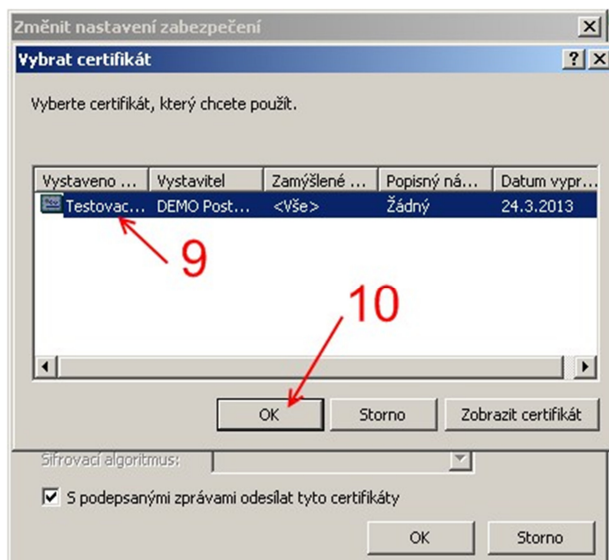 Změnit nastavení zabezpečení
Vybrat certifikát
Vyberte certifikát, který chcete použít.
Vystaveno ... Vystavitel Zamýšlené ... Popisný ná... Datum vypr...
Testovac... DEMO Post... <Vše> Žádný 24.3.2013
9
10
OK Storno Zobrazit certifikát
Šifrovací algoritmus:
S podepsanými zprávami odesílat tyto certifikáty
OK Storno